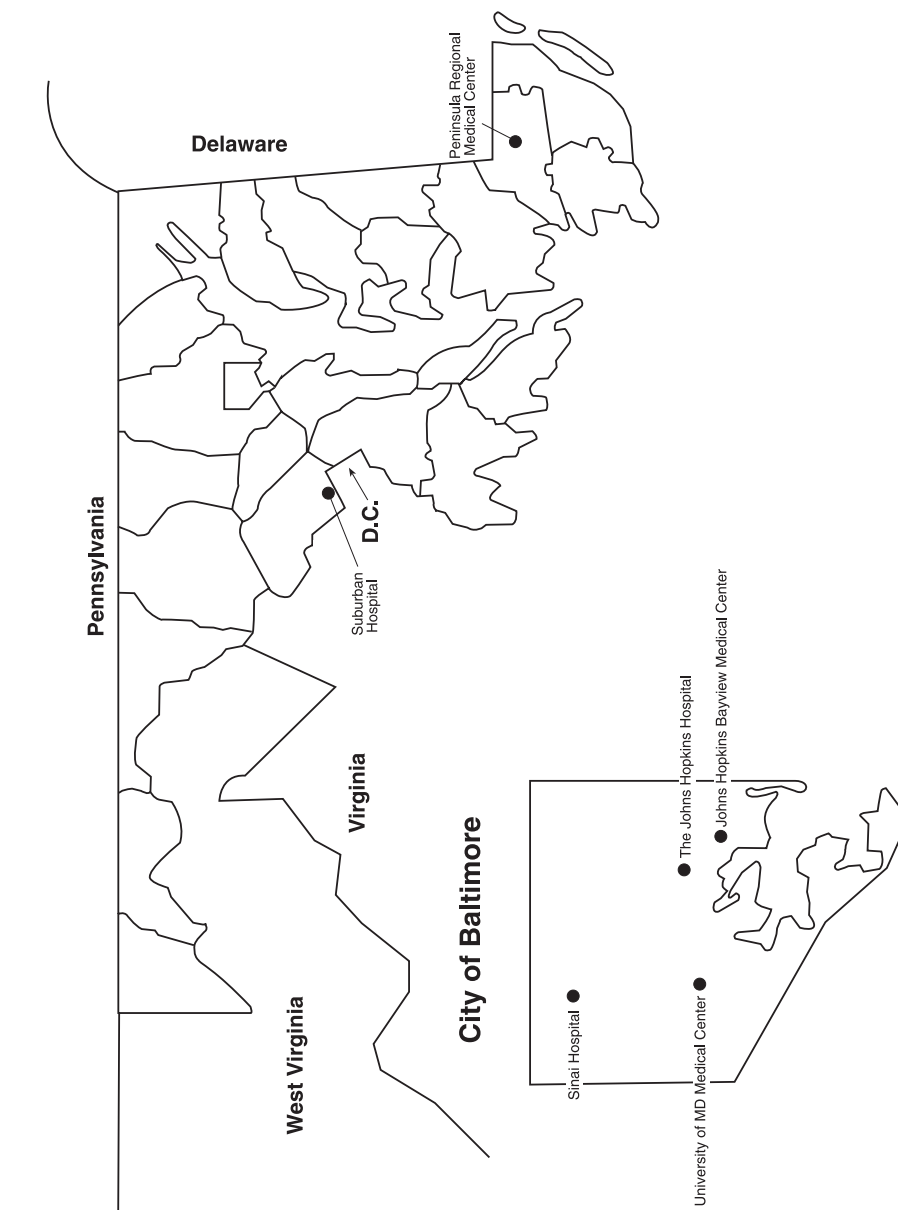 Pennsylvania
Delaware
Peninsula Regional
Medical Center
D.C.
Suburban
Hospital
Virginia
West Virginia
City of Baltimore
The Johns Hopkins Hospital
Johns Hopkins Bayview Medical Center
Sinai Hospital
University of MD Medical Center